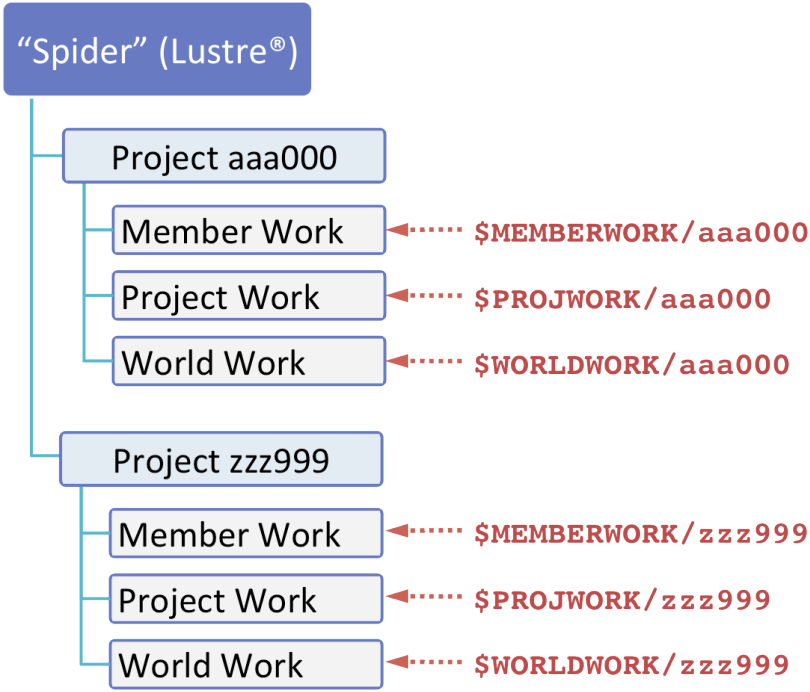 “Spider” (Lustre®)
Project aaa000
Member Work $MEMBERWORK/aaa000
Project Work $PROJWORK/aaa000
World Work $WORLDWORK/aaa000
Project zzz999
Member Work $MEMBERWORK/zzz999
Project Work $PROJWORK/zzz999
World Work $WORLDWORK/zzz999